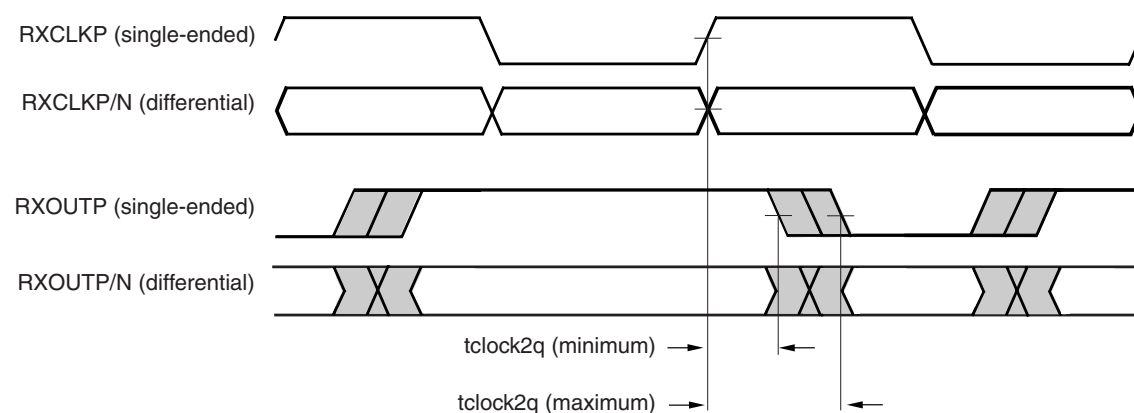 RXCLKP (single-ended)
RXCLKP/N (differential)
RXOUTP (single-ended)
RXOUTP/N (differential)
tclock2q (minimum)
tclock2q (maximum)